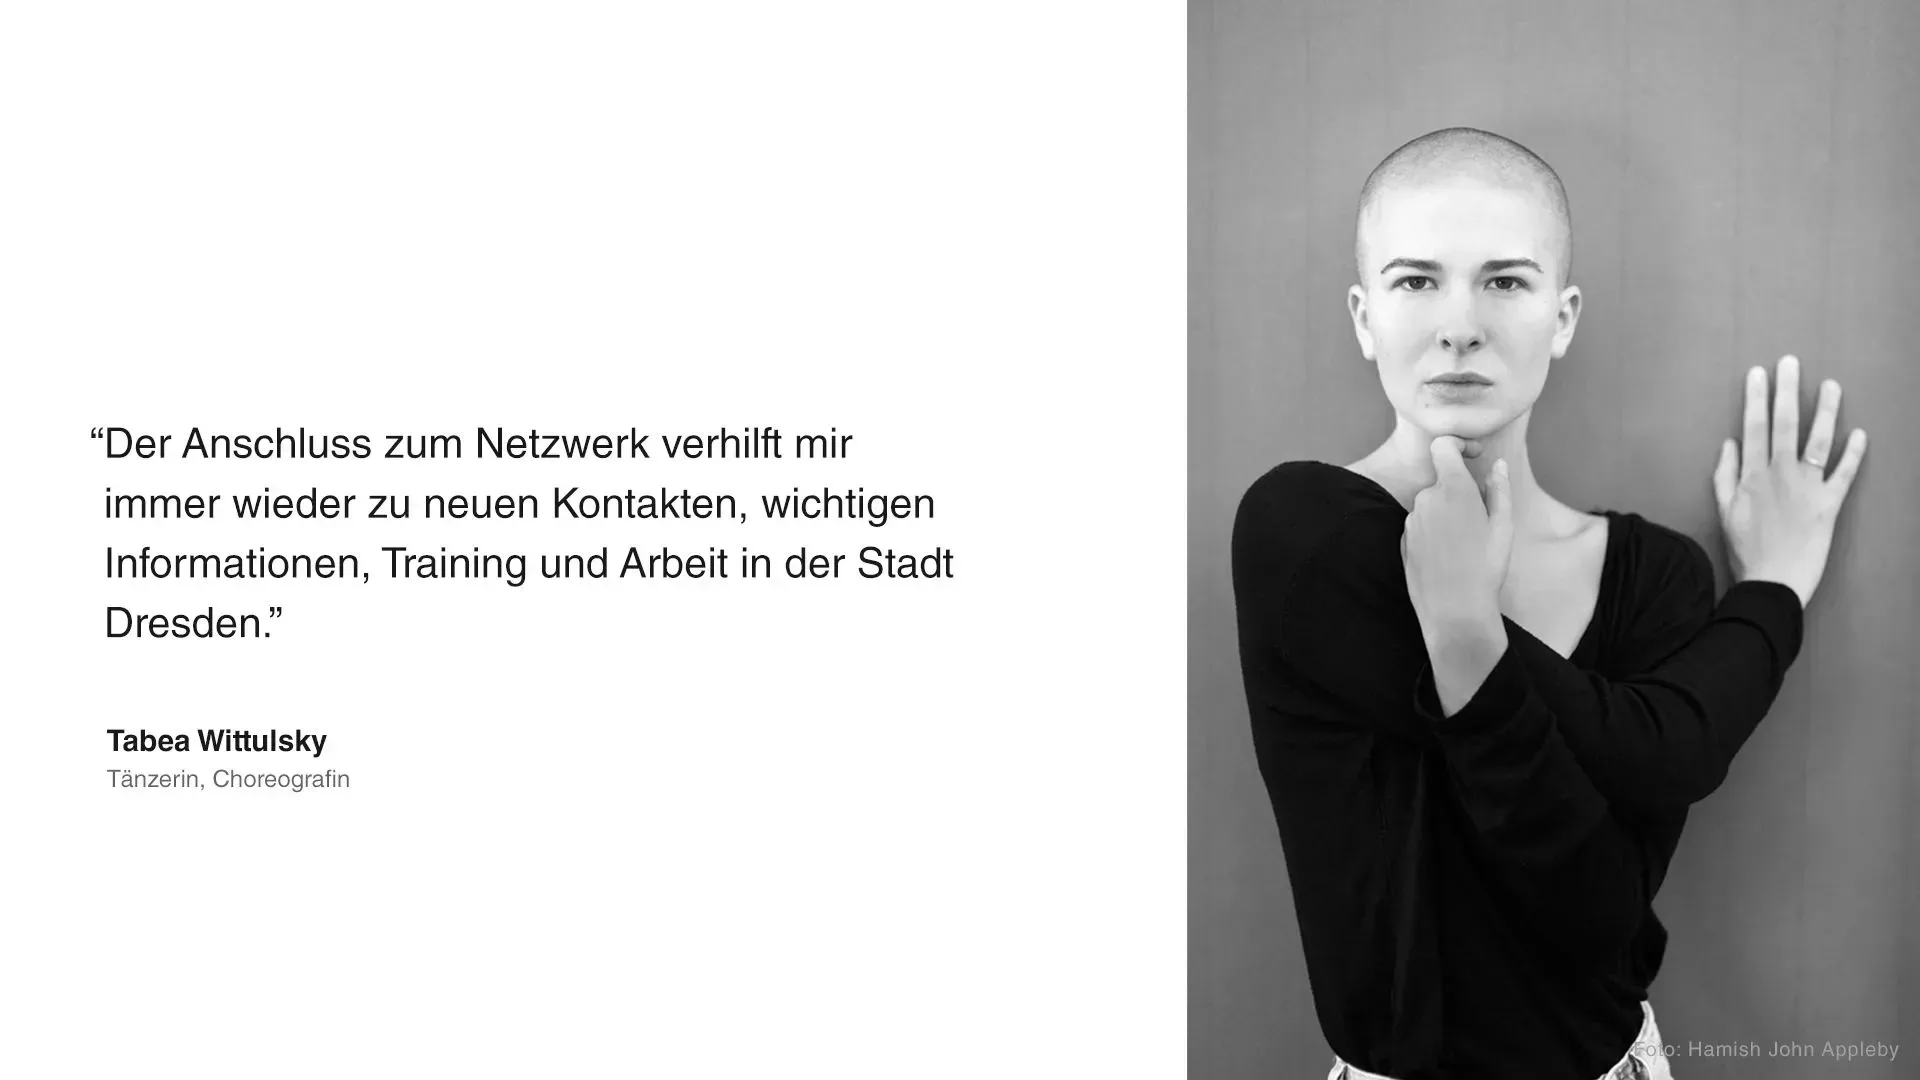 “Der Anschluss zum Netzwerk verhilft mir
immer wieder zu neuen Kontakten, wichtigen
Informationen, Training und Arbeit in der Stadt
Dresden.”
Tabea Wittulsky
Tänzerin, Choreografin
Foto: Hamish John Appleby